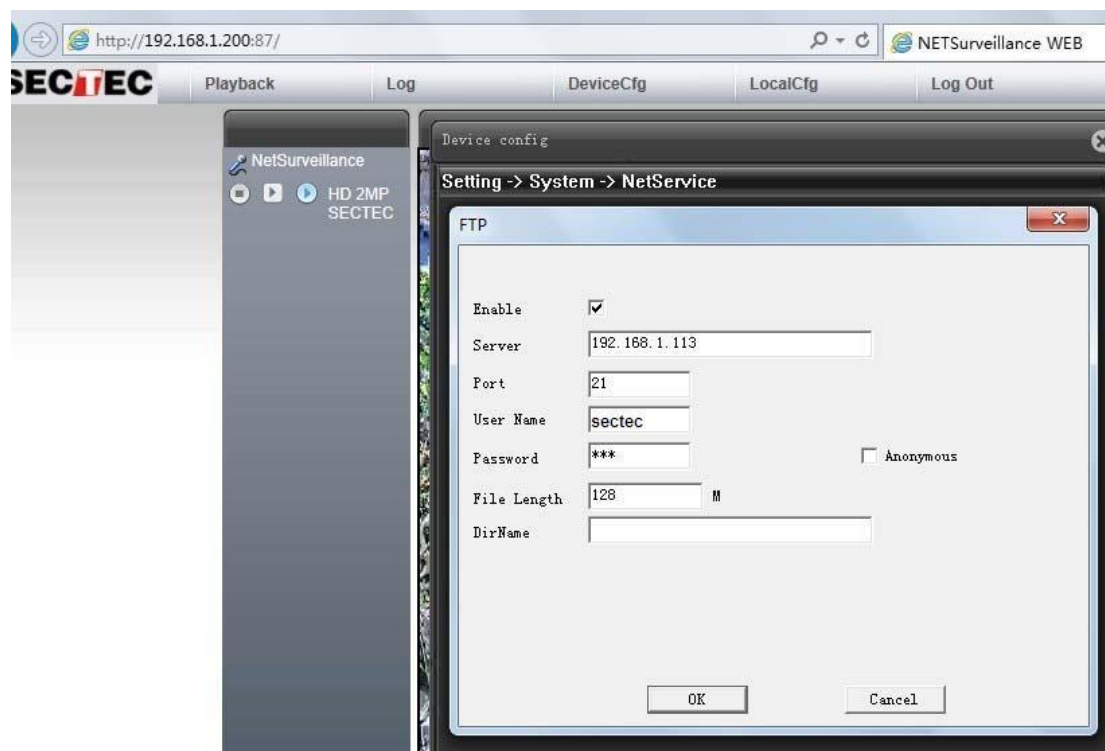 http://192.168.1.200:87/
NETSurveillance WEB
SECTEC
Playback
Log
DeviceCfg
LocalCfg
Log Out
NetSurveillance
HD 2MP
SECTEC
Device config
Setting -> System -> NetService
FTP
Enable
Server 192.168.1.113
Port 21
User Name sectec
Password ***
Anonymous
File Length 128 M
DirName
OK
Cancel